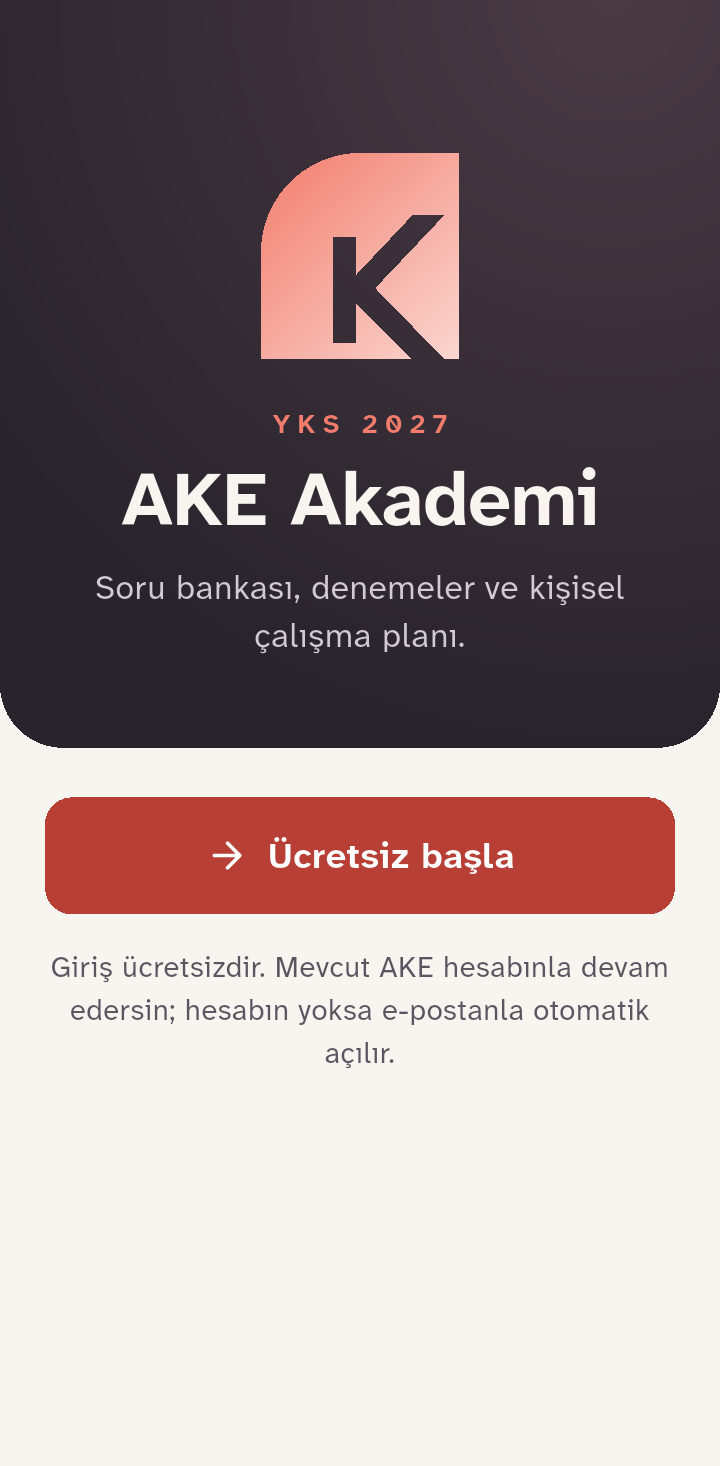 K
YKS 2027
AKE Akademi
Soru bankası, denemeler ve kişisel
çalışma planı.
Ücretsiz başla
Giriş ücretsizdir. Mevcut AKE hesabınla devam
edersin; hesabın yoksa e-postanla otomatik
açılır.